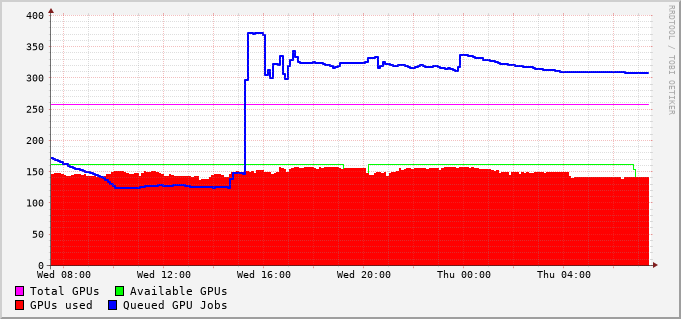 400
350
300
250
200
150
100
50
0
Wed 08:00 Wed 12:00 Wed 16:00 Wed 20:00 Thu 00:00 Thu 04:00
Total GPUs Available GPUs
GPUs used Queued GPU Jobs
RRDTOOL / TOBI OETIKER